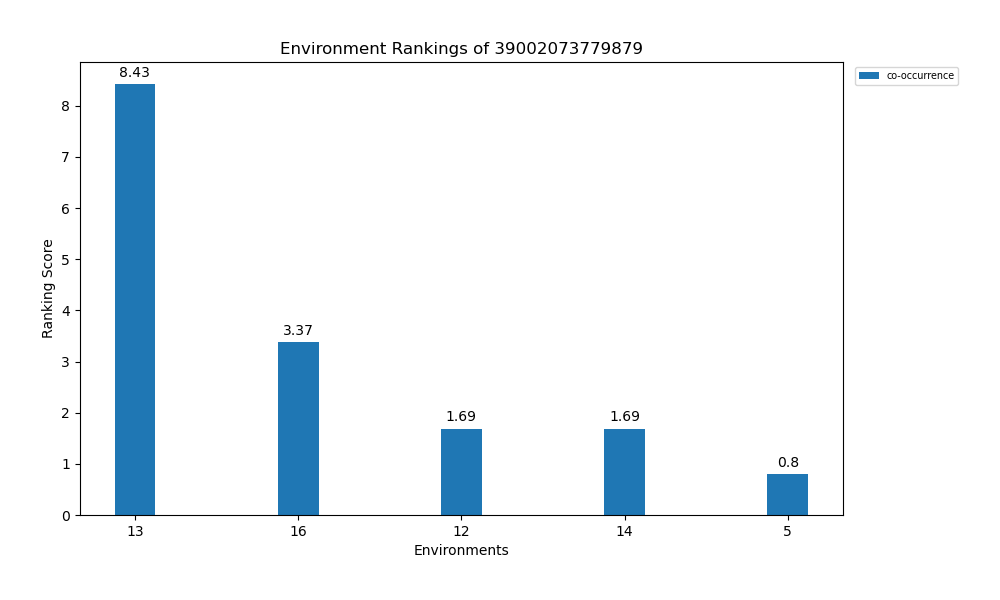 Environment Rankings of 39002073779879
co-occurrence
Ranking Score
8
7
6
5
4
3
2
1
0
8.43
3.37
1.69
1.69
0.8
13 16 12 14 5
Environments